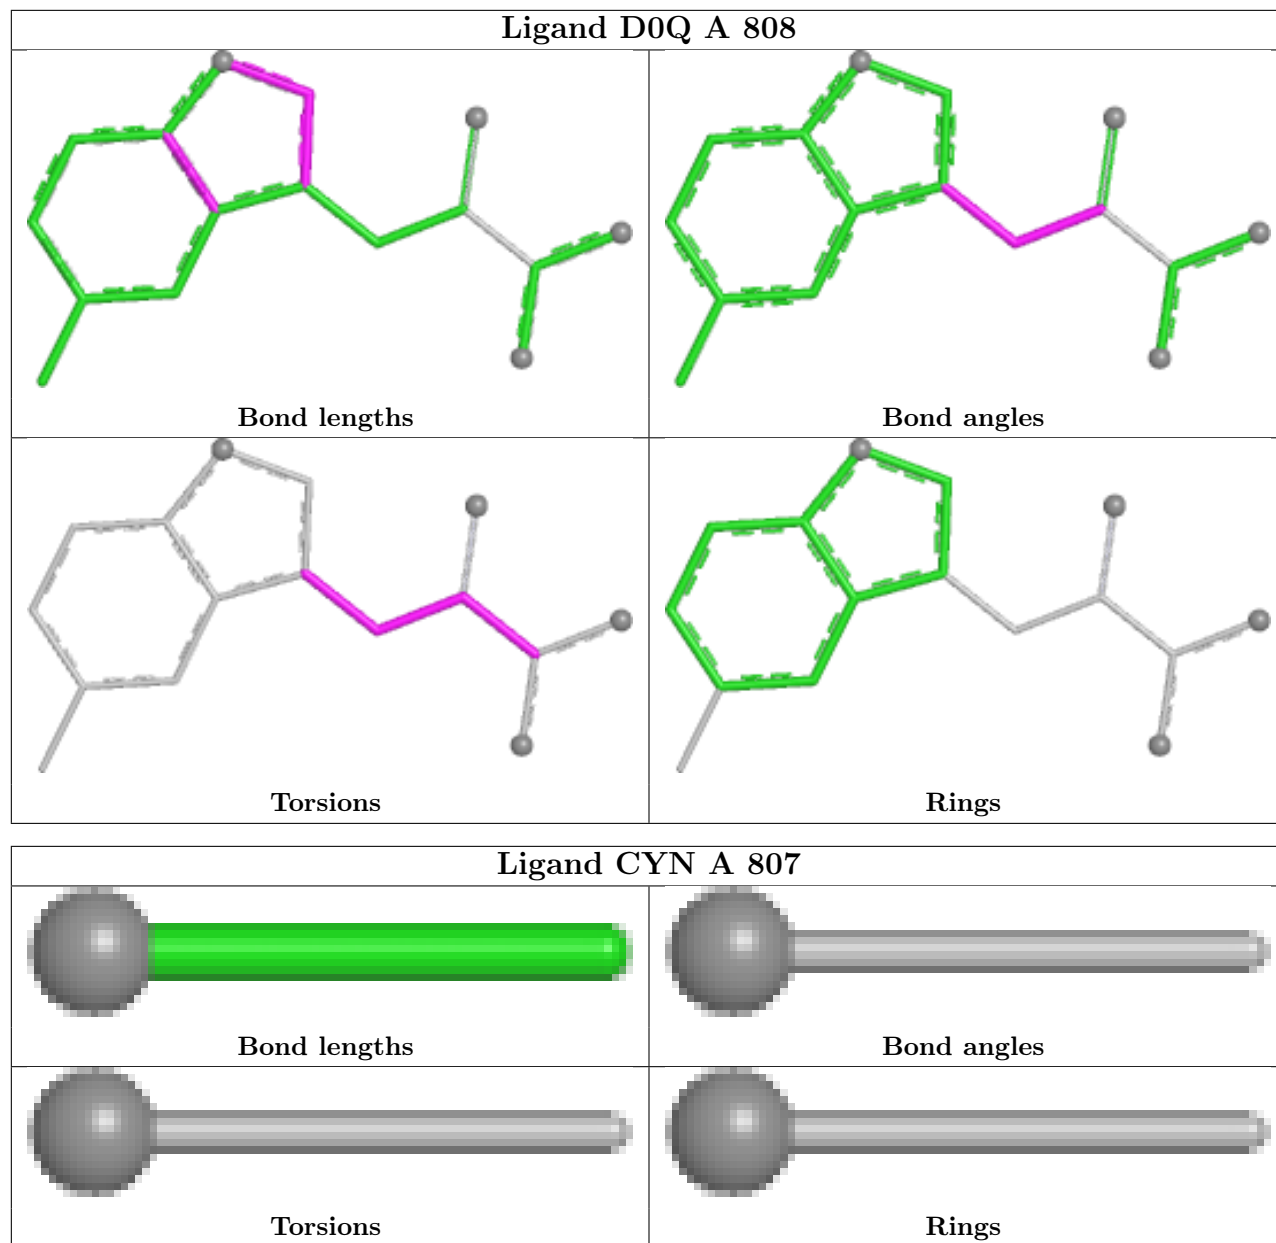 Ligand D0Q A 808
Bond lengths
Bond angles
Torsions
Rings
Ligand CYN A 807
Bond lengths
Bond angles
Torsions
Rings